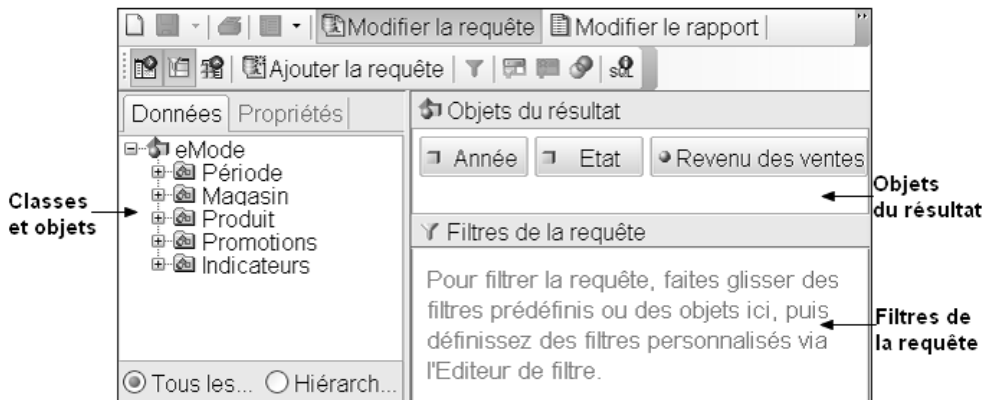 Modifier la requête Modifier le rapport
Ajouter la requête SQL
Données Propriétés
Objets du résultat
eMode
Période
Magasin
Produit
Promotions
Indicateurs
Année Etat Revenu des ventes
Classes
et objets
Objets
du résultat
Filtres de la requête
Pour filtrer la requête, faites glisser des
filtres prédéfinis ou des objets ici, puis
définissez des filtres personnalisés via
l'Editeur de filtre.
Filtres de
la requête
Tous les... Hiérarch...